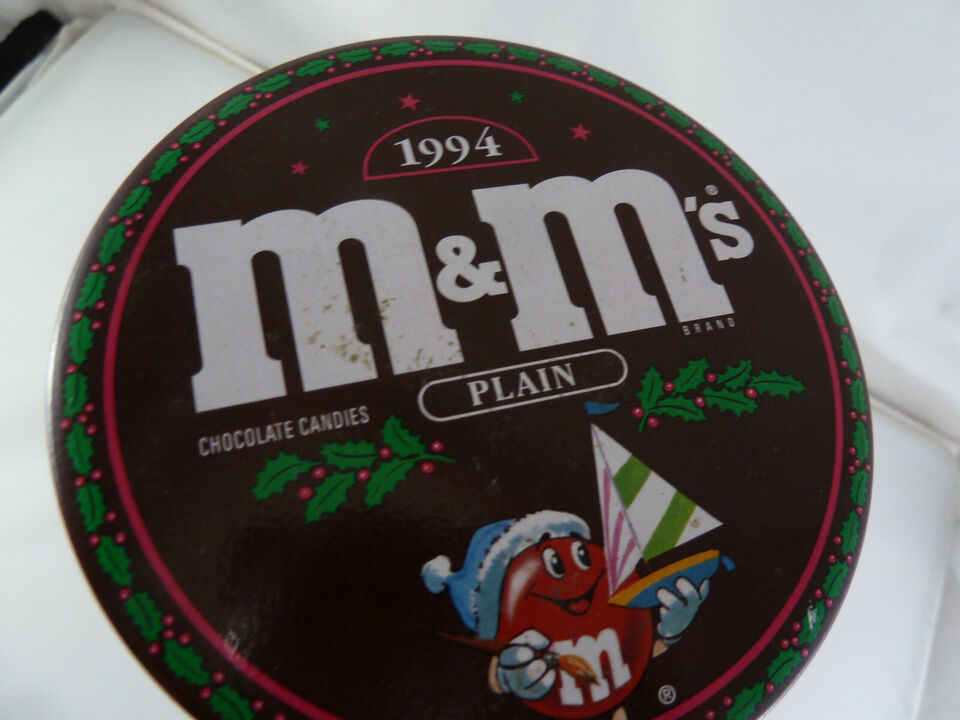 1994
m&m's®
BRAND
PLAIN
CHOCOLATE CANDIES
m
®